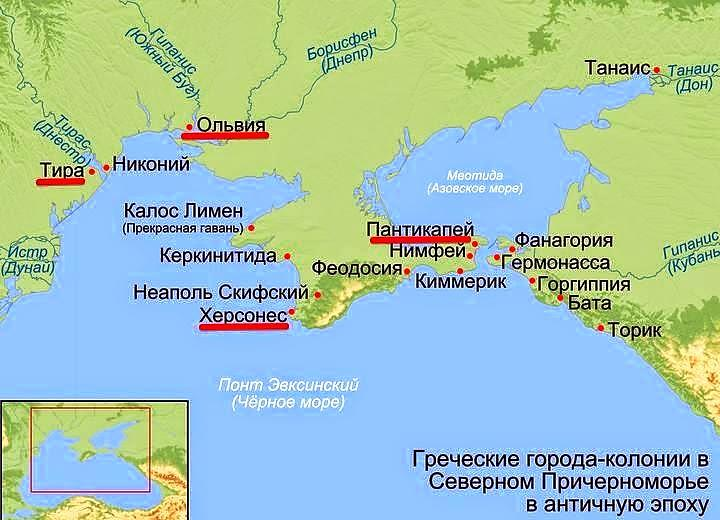 Гипанис
(Южный Буг)
Борисфен
(Днепр)
Танаис
Танаис
(Дон)
Ольвия
Тирас
(Днестр)
Тира
Никоний
Меотида
(Азовское море)
Калос Лимен
(Прекрасная гавань)
Пантикапей
Фанагория
Нимфей
Гермонасса
Гипанис
(Кубань
Истр
(Дунай)
Керкинитида
Феодосия
Киммерик
Горгиппия
Неаполь Скифский
Бата
Херсонес
Торик
Понт Эвксинский
(Чёрное море)
Греческие города-колонии в
Северном Причерноморье
в античную эпоху